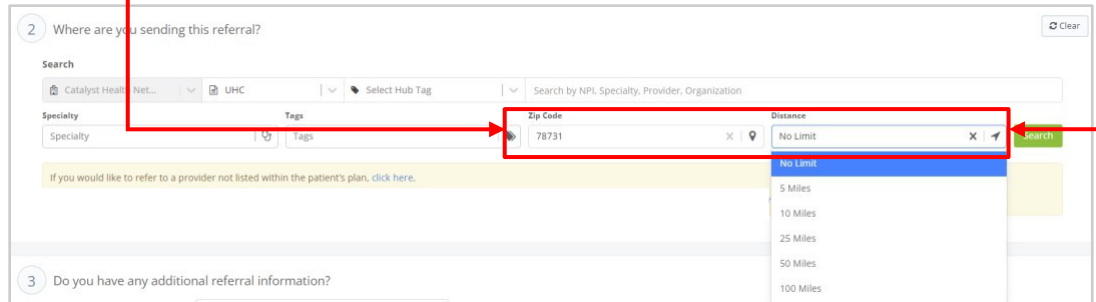 2 Where are you sending this referral?
Clear
Search
Catalyst Health Net... UHC Select Hub Tag Search by NPI, Specialty, Provider, Organization
Specialty Tags Zip Code Distance
Specialty Tags 78731 No Limit Search
If you would like to refer to a provider not listed within the patient's plan, click here.
No Limit
5 Miles
10 Miles
25 Miles
50 Miles
3 Do you have any additional referral information?
100 Miles